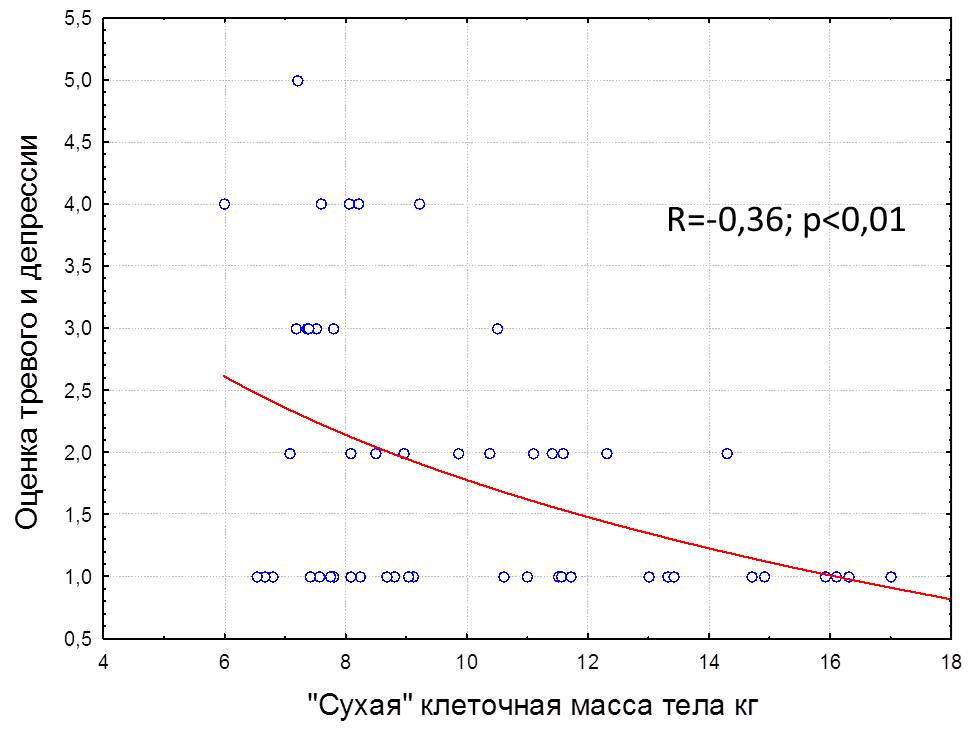 5,5
5,0
4,5
4,0
3,5
3,0
2,5
2,0
1,5
1,0
0,5
Оценка тревого и депрессии
R=-0,36; p<0,01
4 6 8 10 12 14 16 18
"Сухая" клеточная масса тела кг